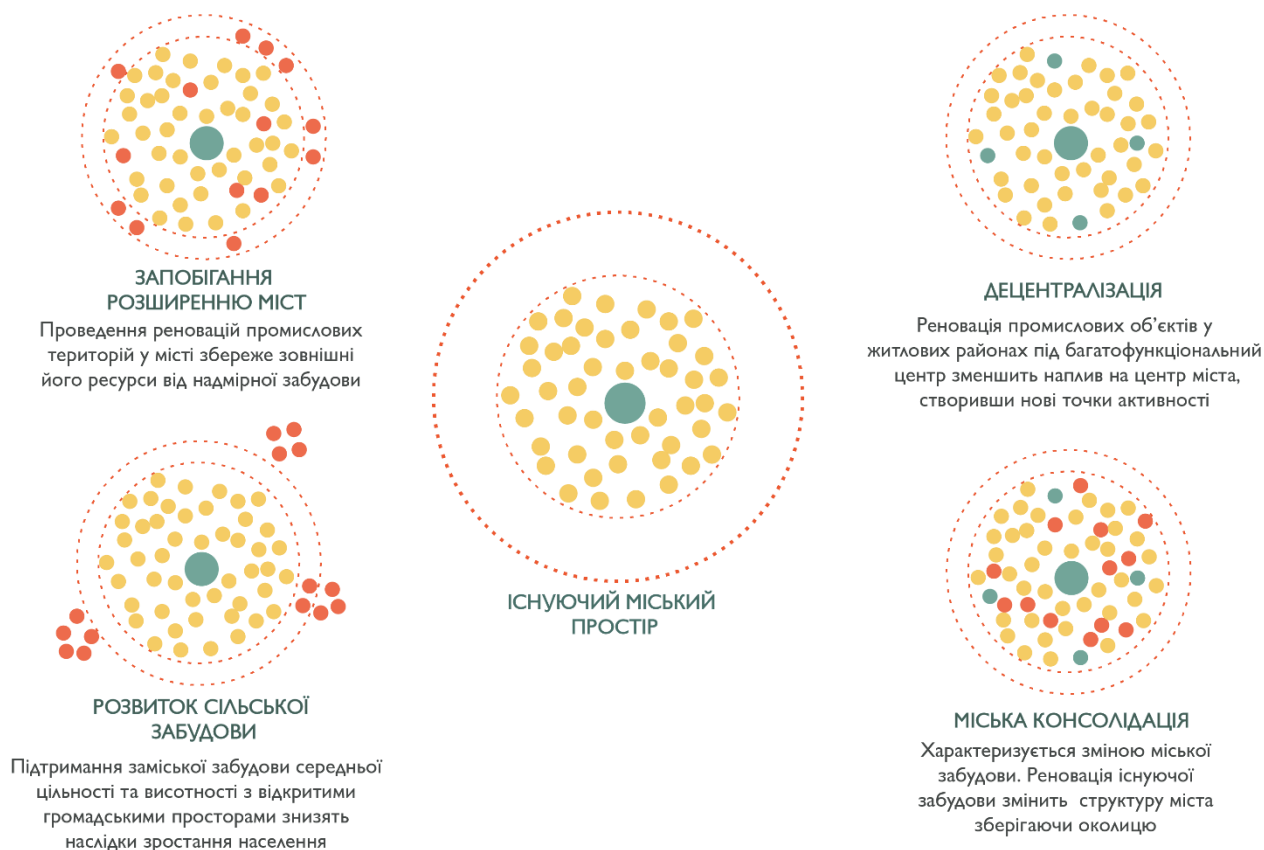 ЗАПОБІГАННЯ
РОЗШИРЕННЮ МІСТ
Проведення реновацій промислових
територій у місті збереже зовнішні
його ресурси від надмірної забудови
ДЕЦЕНТРАЛІЗАЦІЯ
Реновація промислових об’єктів у
житлових районах під багатофункціональний
центр зменшить наплив на центр міста,
створивши нові точки активності
ІСНУЮЧИЙ МІСЬКИЙ
ПРОСТІР
РОЗВИТОК СІЛЬСЬКОЇ
ЗАБУДОВИ
Підтримання заміської забудови середньої
цільності та висотності з відкритими
громадськими просторами знизять
наслідки зростання населення
МІСЬКА КОНСОЛІДАЦІЯ
Характеризується зміною міської
забудови. Реновація існуючої
забудови змінить структуру міста
зберігаючи околицю